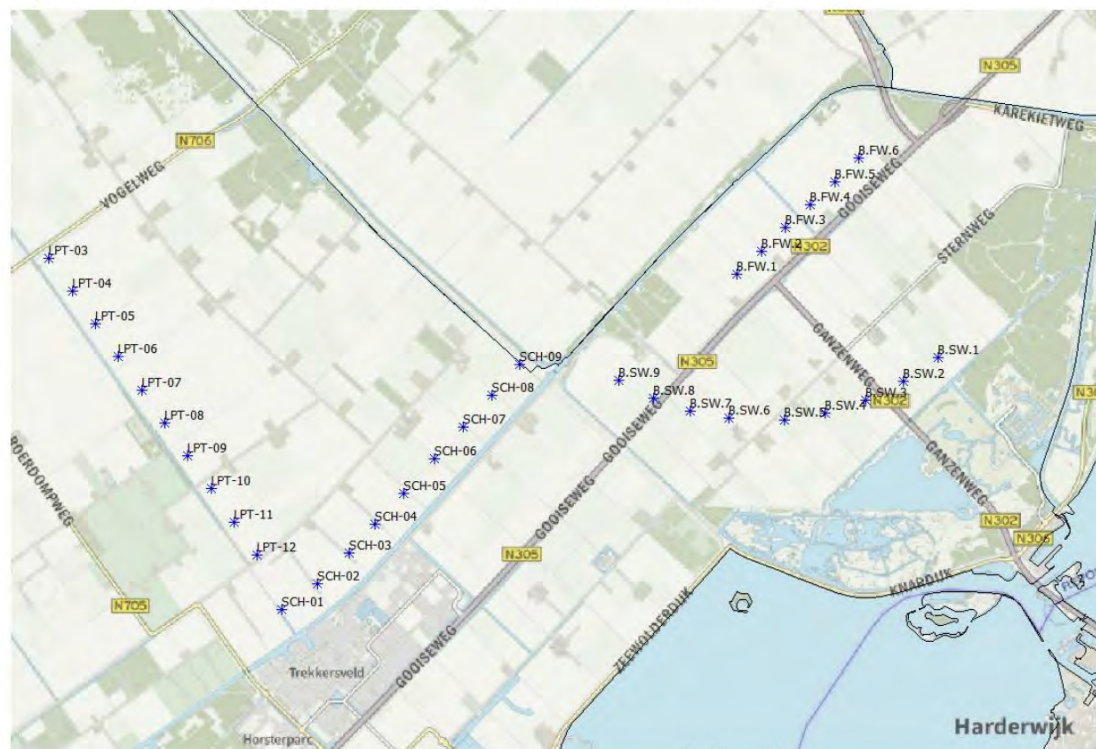 N305
KAREKIETWEG
N706
VOGELWEG
B.FW.6
B.FW.5
B.FW.4
B.FW.3
B.FW.2
B.FW.1
GOOISEWEG
N302
STERNWEG
LPT-03
LPT-04
LPT-05
LPT-06
LPT-07
LPT-08
LPT-09
LPT-10
LPT-11
LPT-12
SCH-09
SCH-08
SCH-07
SCH-06
SCH-05
SCH-04
SCH-03
SCH-02
SCH-01
B.SW.9
B.SW.8
B.SW.7
B.SW.6
B.SW.5
B.SW.4
B.SW.3
B.SW.2
B.SW.1
N305
GANZENWEG
N302
GOOISEWEG
GOOISEWEG
GANZENWEG
N302
N306
ROERDOMPWEG
N705
N305
KNARDIJK
ZEEWOLDERDIJK
GOOISEWEG
Trekkersveld
Horsterparc
Harderwijk